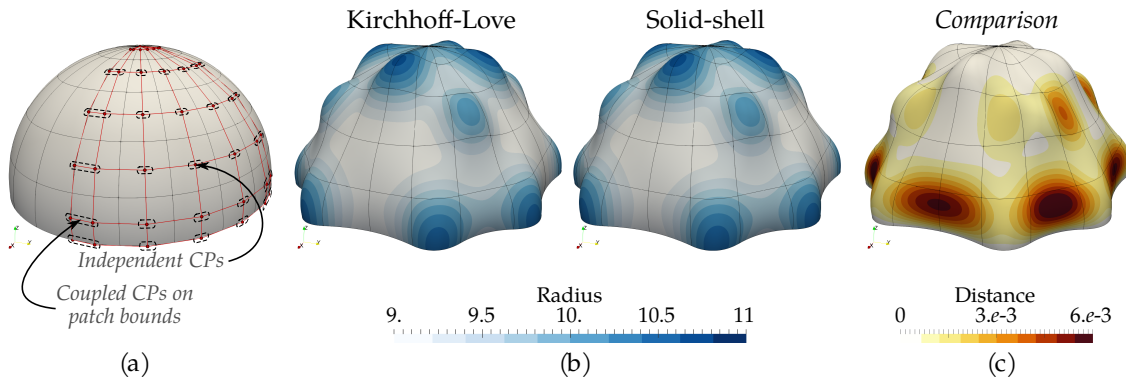 Kirchhoff-Love
Solid-shell
Comparison
Independent CPs
Coupled CPs on
patch bounds
Radius
9. 9.5 10. 10.5 11
Distance
0 3.e-3 6.e-3
(a)
(b)
(c)